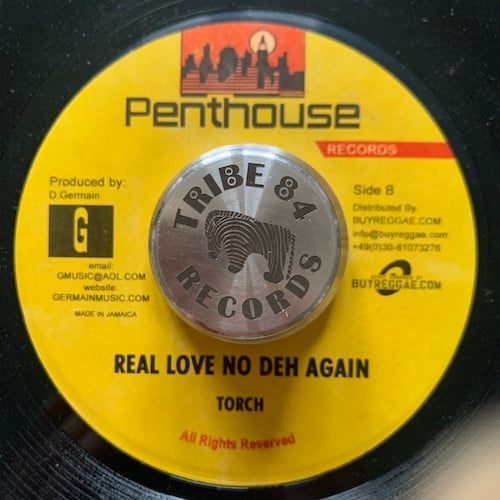 Penthouse
RECORDS
Produced by:
D.Germain
G
email:
GMUSIC@AOL.COM
website:
GERMAINMUSIC.COM
MADE IN JAMAICA
TRIBE 84
RECORDS
Side B
Distributed By:
BUYREGGAE.COM
info@buyreggae.com
+49(0)30-61073276
BUYREGGAE.COM
REAL LOVE NO DEH AGAIN
TORCH
All Rights Reserved